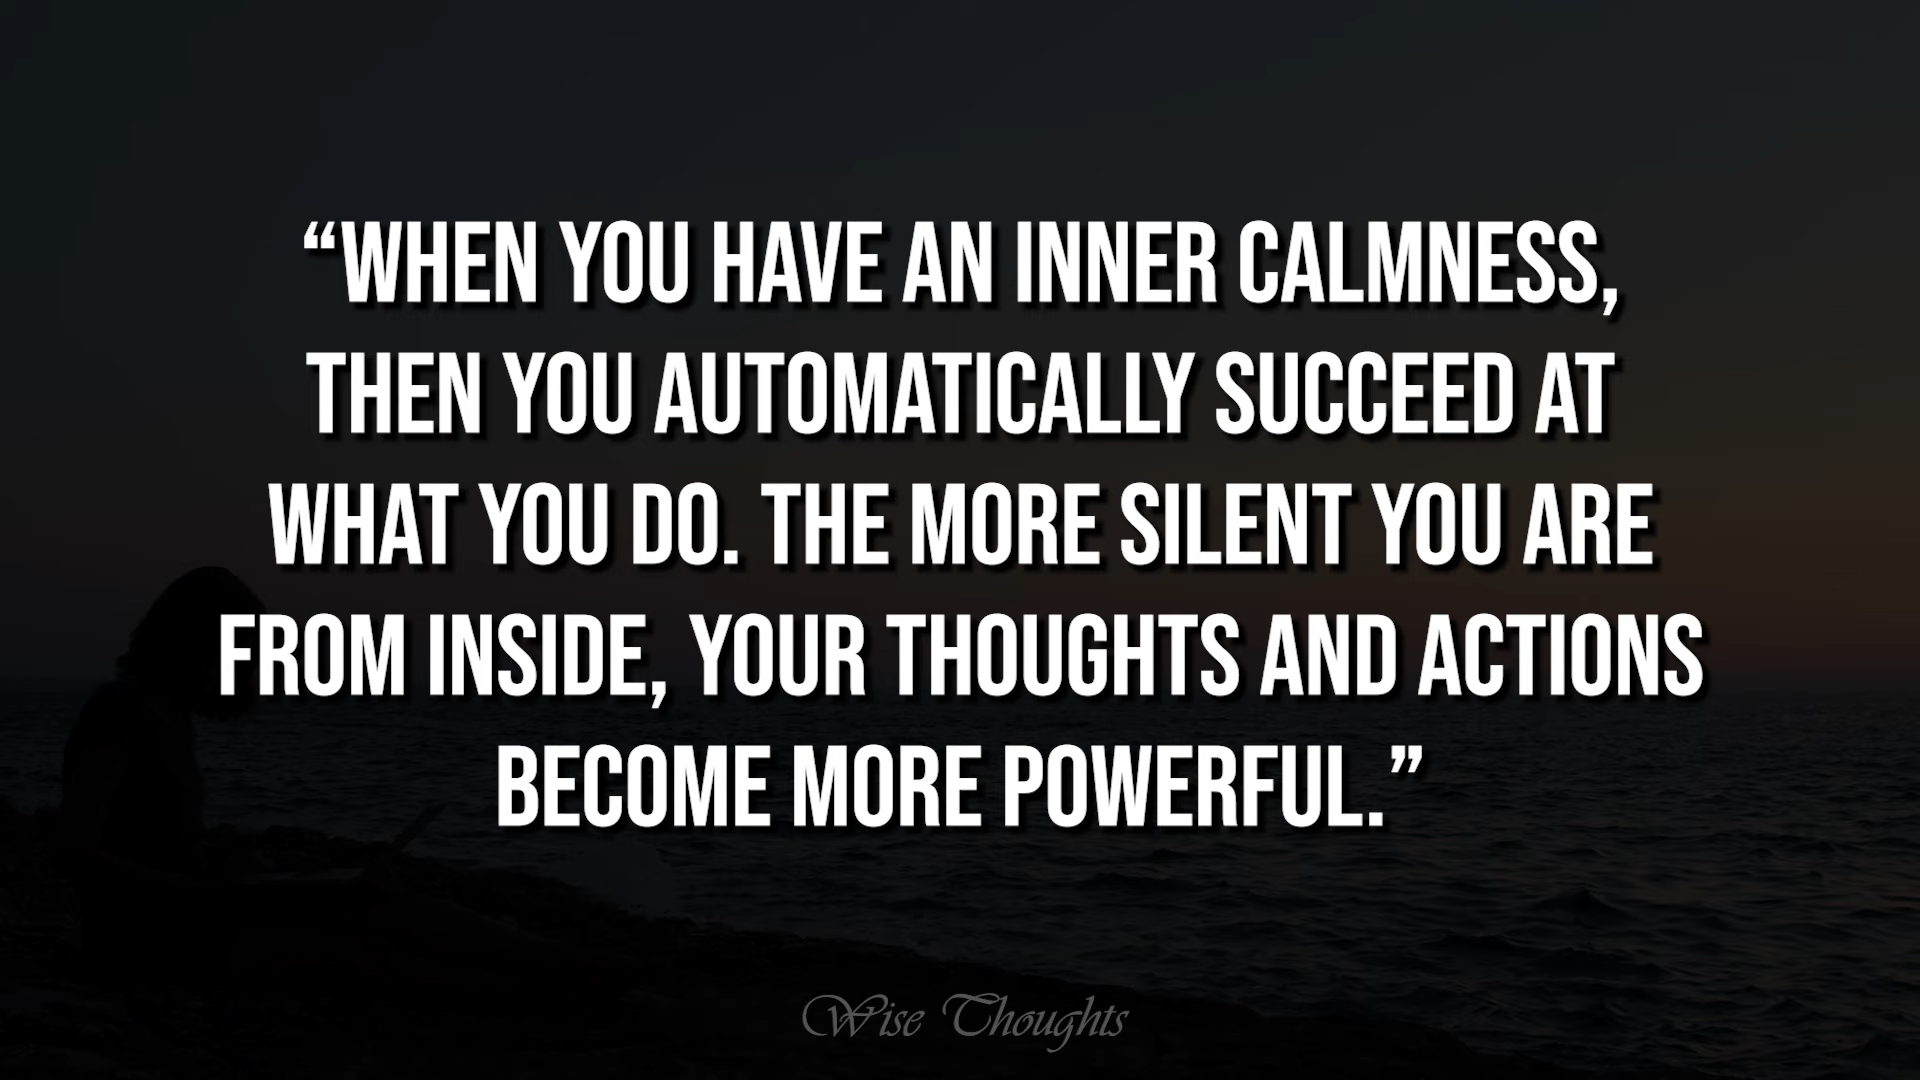 “WHEN YOU HAVE AN INNER CALMNESS,
THEN YOU AUTOMATICALLY SUCCEED AT
WHAT YOU DO. THE MORE SILENT YOU ARE
FROM INSIDE, YOUR THOUGHTS AND ACTIONS
BECOME MORE POWERFUL.”
Wise Thoughts